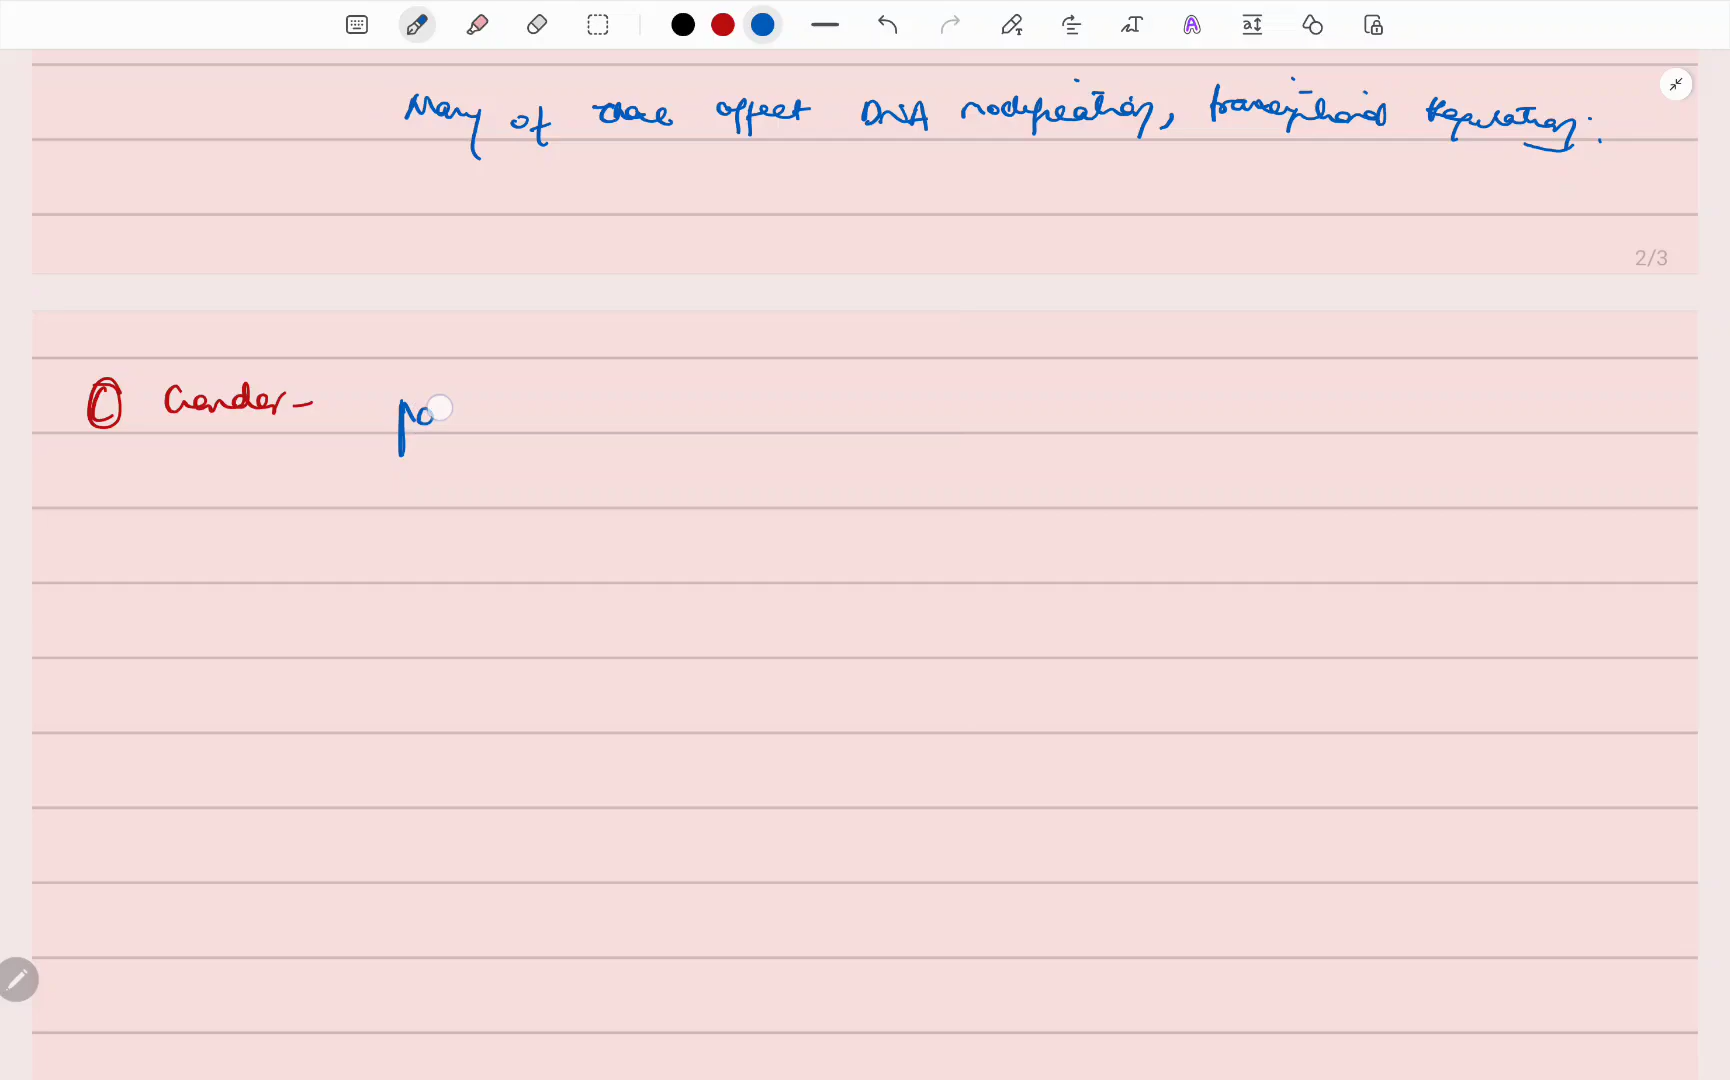 Many of these affect DNA modification, transcriptional regulation.
2/3
C Gender-